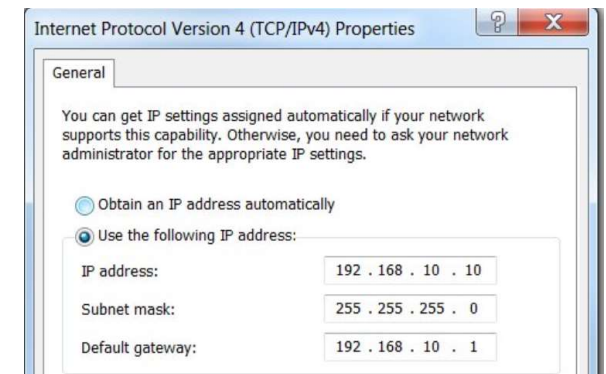 Internet Protocol Version 4 (TCP/IPv4) Properties
General
You can get IP settings assigned automatically if your network
supports this capability. Otherwise, you need to ask your network
administrator for the appropriate IP settings.
Obtain an IP address automatically
Use the following IP address:
IP address: 192 . 168 . 10 . 10
Subnet mask: 255 . 255 . 255 . 0
Default gateway: 192 . 168 . 10 . 1